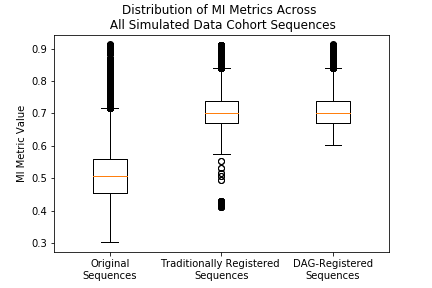 Distribution of MI Metrics Across
All Simulated Data Cohort Sequences
MI Metric Value
0.9
0.8
0.7
0.6
0.5
0.4
0.3
Original
Sequences
Traditionally Registered
Sequences
DAG-Registered
Sequences